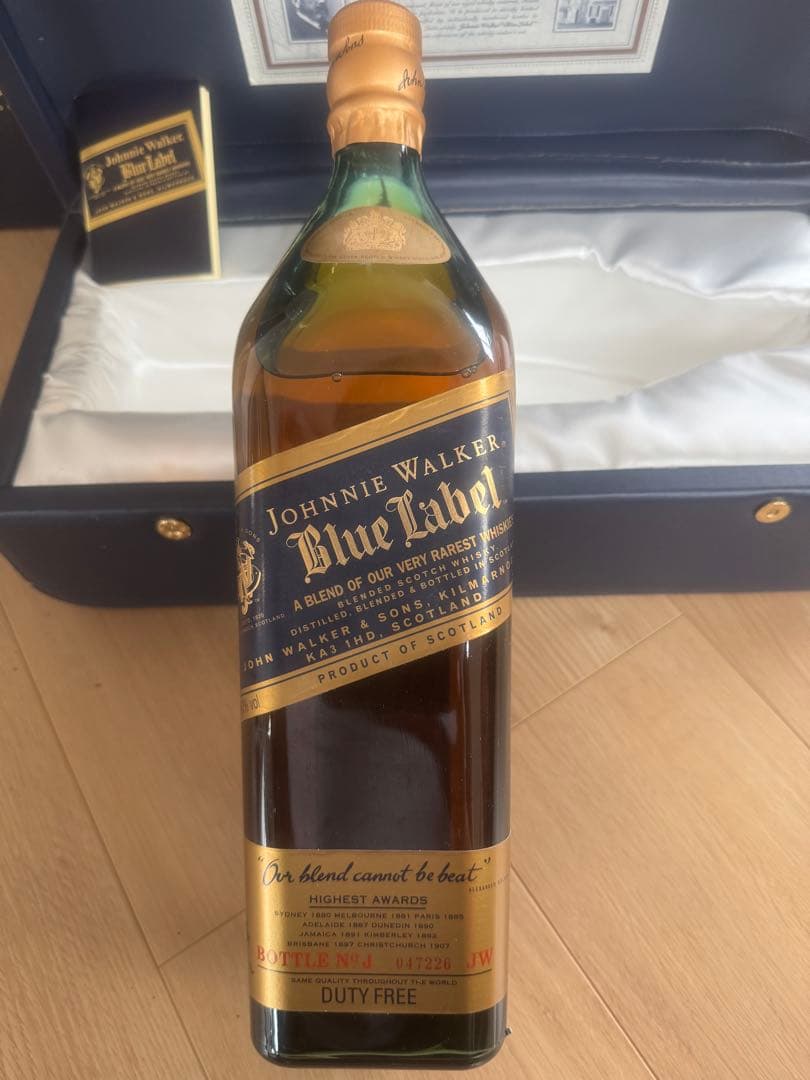 Johnnie Walker
Blue Label
JOHNNIE WALKER
Blue Label
A BLEND OF OUR VERY RAREST WHISKIES
BLENDED SCOTCH WHISKY
DISTILLED, BLENDED & BOTTLED IN SCOTL
JOHN WALKER & SONS, KILMARNO
KA3 1HD, SCOTLAND
PRODUCT OF SCOTLAND
vol
"Our blend cannot be beat"
HIGHEST AWARDS
SYDNEY 1880 MELBOURNE 1881 PARIS 1885
ADELAIDE 1887 DUNEDIN 1890
JAMAICA 1891 KIMBERLEY 1892
BRISBANE 1897 CHRISTCHURCH 1907
BOTTLE Nº J 047226 JW
SAME QUALITY THROUGHOUT THE WORLD
DUTY FREE